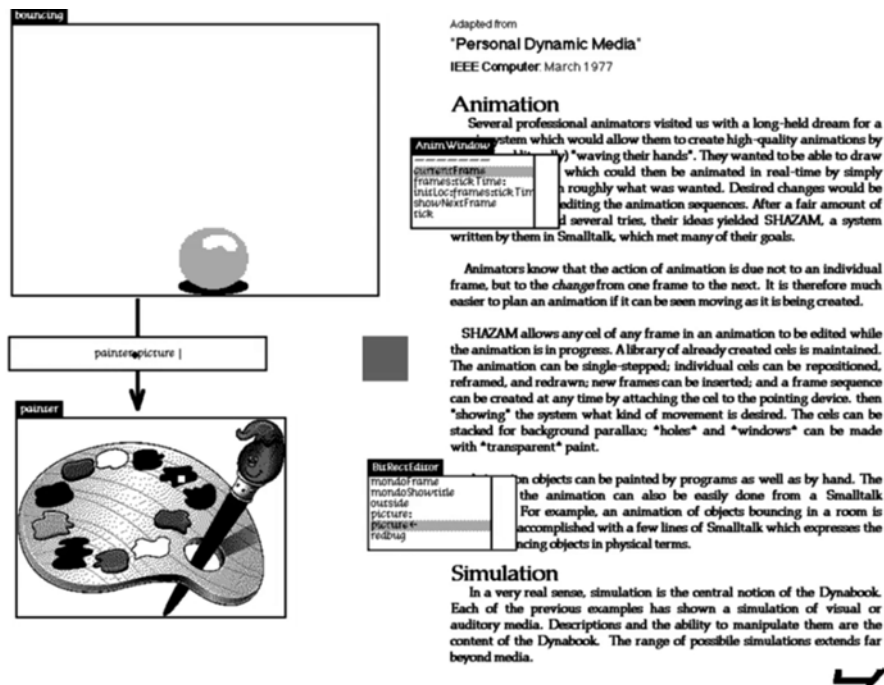 bouncing
painter picture |
painter
Adapted from
"Personal Dynamic Media"
IEEE Computer. March 1977
Animation
Several professional animators visited us with a long-held dream for a
system which would allow them to create high-quality animations by
"waving their hands". They wanted to be able to draw
which could then be animated in real-time by simply
roughly what was wanted. Desired changes would be
editing the animation sequences. After a fair amount of
several tries, their ideas yielded SHAZAM, a system
written by them in Smalltalk, which met many of their goals.
AnimWindow
currentFrame
frames:tickTime:
initLoc:frames:tickTim
showNextFrame
tick
Animators know that the action of animation is due not to an individual
frame, but to the change from one frame to the next. It is therefore much
easier to plan an animation if it can be seen moving as it is being created.
SHAZAM allows any cel of any frame in an animation to be edited while
the animation is in progress. A library of already created cels is maintained.
The animation can be single-stepped; individual cels can be repositioned,
reframed, and redrawn; new frames can be inserted; and a frame sequence
can be created at any time by attaching the cel to the pointing device. then
"showing" the system what kind of movement is desired. The cels can be
stacked for background parallax; "holes" and "windows" can be made
with "transparent" paint.
objects can be painted by programs as well as by hand. The
the animation can also be easily done from a Smalltalk
For example, an animation of objects bouncing in a room is
accomplished with a few lines of Smalltalk which expresses the
objects in physical terms.
BitRectEditor
mondoFrame
mondoShowtitle
outside
picture:
picture←
redbug
Simulation
In a very real sense, simulation is the central notion of the Dynabook.
Each of the previous examples has shown a simulation of visual or
auditory media. Descriptions and the ability to manipulate them are the
content of the Dynabook. The range of possibile simulations extends far
beyond media.